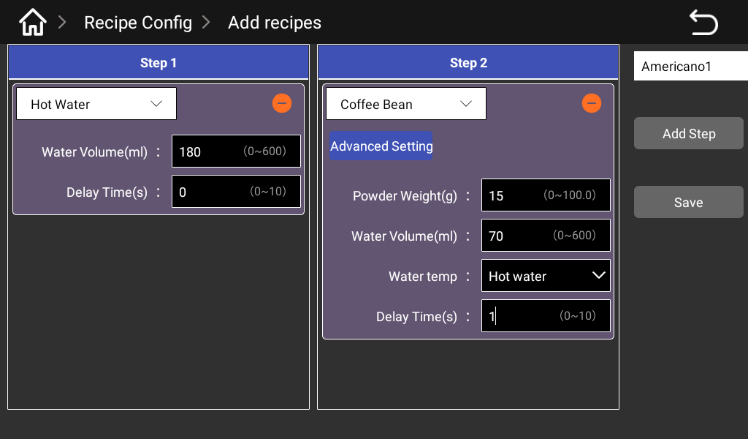 Recipe Config > Add recipes
Step 1
Hot Water
Water Volume(ml) : 180 (0~600)
Delay Time(s) : 0 (0~10)
Step 2
Coffee Bean
Advanced Setting
Powder Weight(g) : 15 (0~100.0)
Water Volume(ml) : 70 (0~600)
Water temp : Hot water
Delay Time(s) : 1 (0~10)
Americano1
Add Step
Save